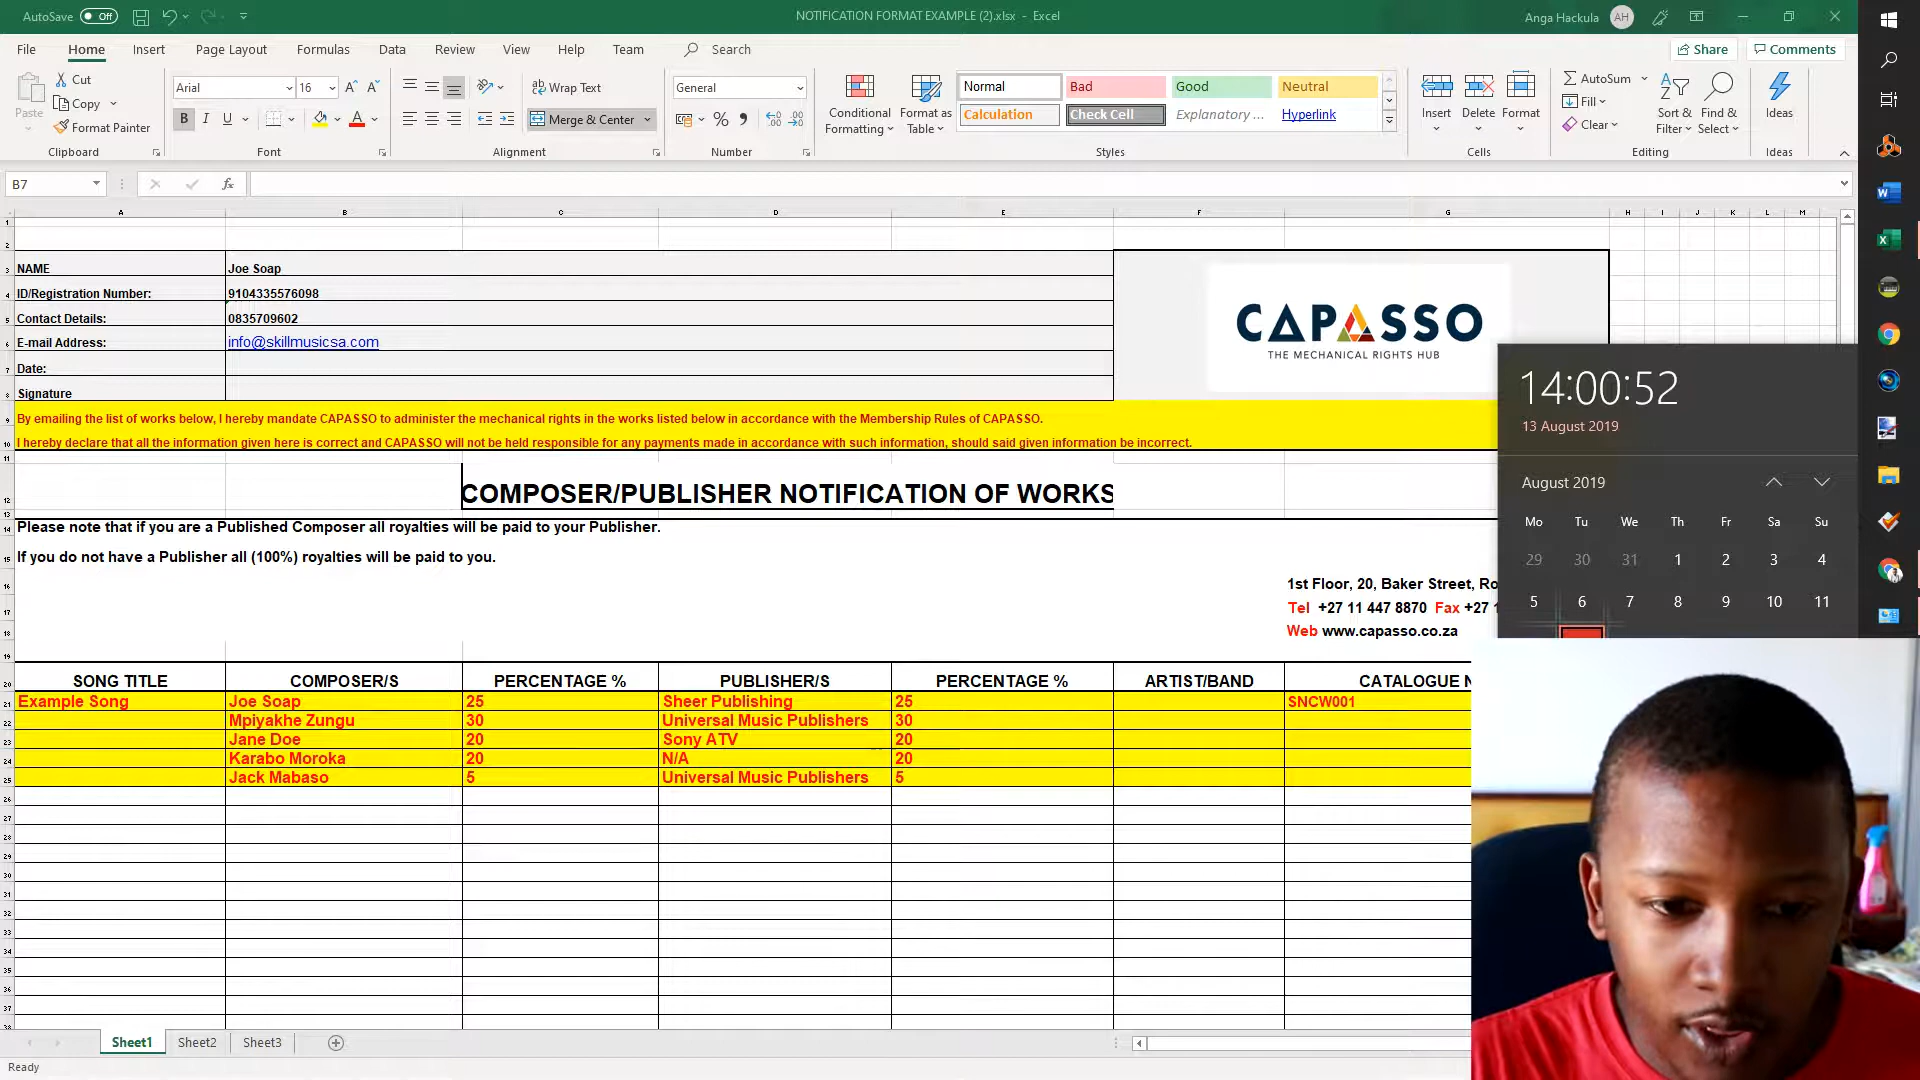 AutoSave Off
NOTIFICATION FORMAT EXAMPLE (2).xlsx - Excel
Anga Hackula AH
File Home Insert Page Layout Formulas Data Review View Help Team Search
Share Comments
Paste
Cut
Copy
Format Painter
Clipboard
Arial 16
B I U
Font
Wrap Text
Merge & Center
Alignment
General
Number
Conditional Formatting
Format as Table
Normal Bad Good Neutral
Calculation Check Cell Explanatory ... Hyperlink
Styles
Insert Delete Format
Cells
AutoSum
Fill
Clear
Sort & Filter
Find & Select
Editing
Ideas
Ideas
B7
fx
A B C D E F G H I J K L M
NAME Joe Soap
ID/Registration Number: 9104335576098
Contact Details: 0835709602
E-mail Address: info@skillmusicsa.com
Date:
Signature
CAPASSO
THE MECHANICAL RIGHTS HUB
By emailing the list of works below, I hereby mandate CAPASSO to administer the mechanical rights in the works listed below in accordance with the Membership Rules of CAPASSO.
I hereby declare that all the information given here is correct and CAPASSO will not be held responsible for any payments made in accordance with such information, should said given information be incorrect.
COMPOSER/PUBLISHER NOTIFICATION OF WORKS
Please note that if you are a Published Composer all royalties will be paid to your Publisher.
If you do not have a Publisher all (100%) royalties will be paid to you.
1st Floor, 20, Baker Street, Ro
Tel +27 11 447 8870 Fax +27 1
Web www.capasso.co.za
SONG TITLE COMPOSER/S PERCENTAGE % PUBLISHER/S PERCENTAGE % ARTIST/BAND CATALOGUE N
Example Song Joe Soap 25 Sheer Publishing 25 SNCW001
Mpiyakhe Zungu 30 Universal Music Publishers 30
Jane Doe 20 Sony ATV 20
Karabo Moroka 20 N/A 20
Jack Mabaso 5 Universal Music Publishers 5
14:00:52
13 August 2019
August 2019
Mo Tu We Th Fr Sa Su
29 30 31 1 2 3 4
5 6 7 8 9 10 11
Sheet1 Sheet2 Sheet3
Ready